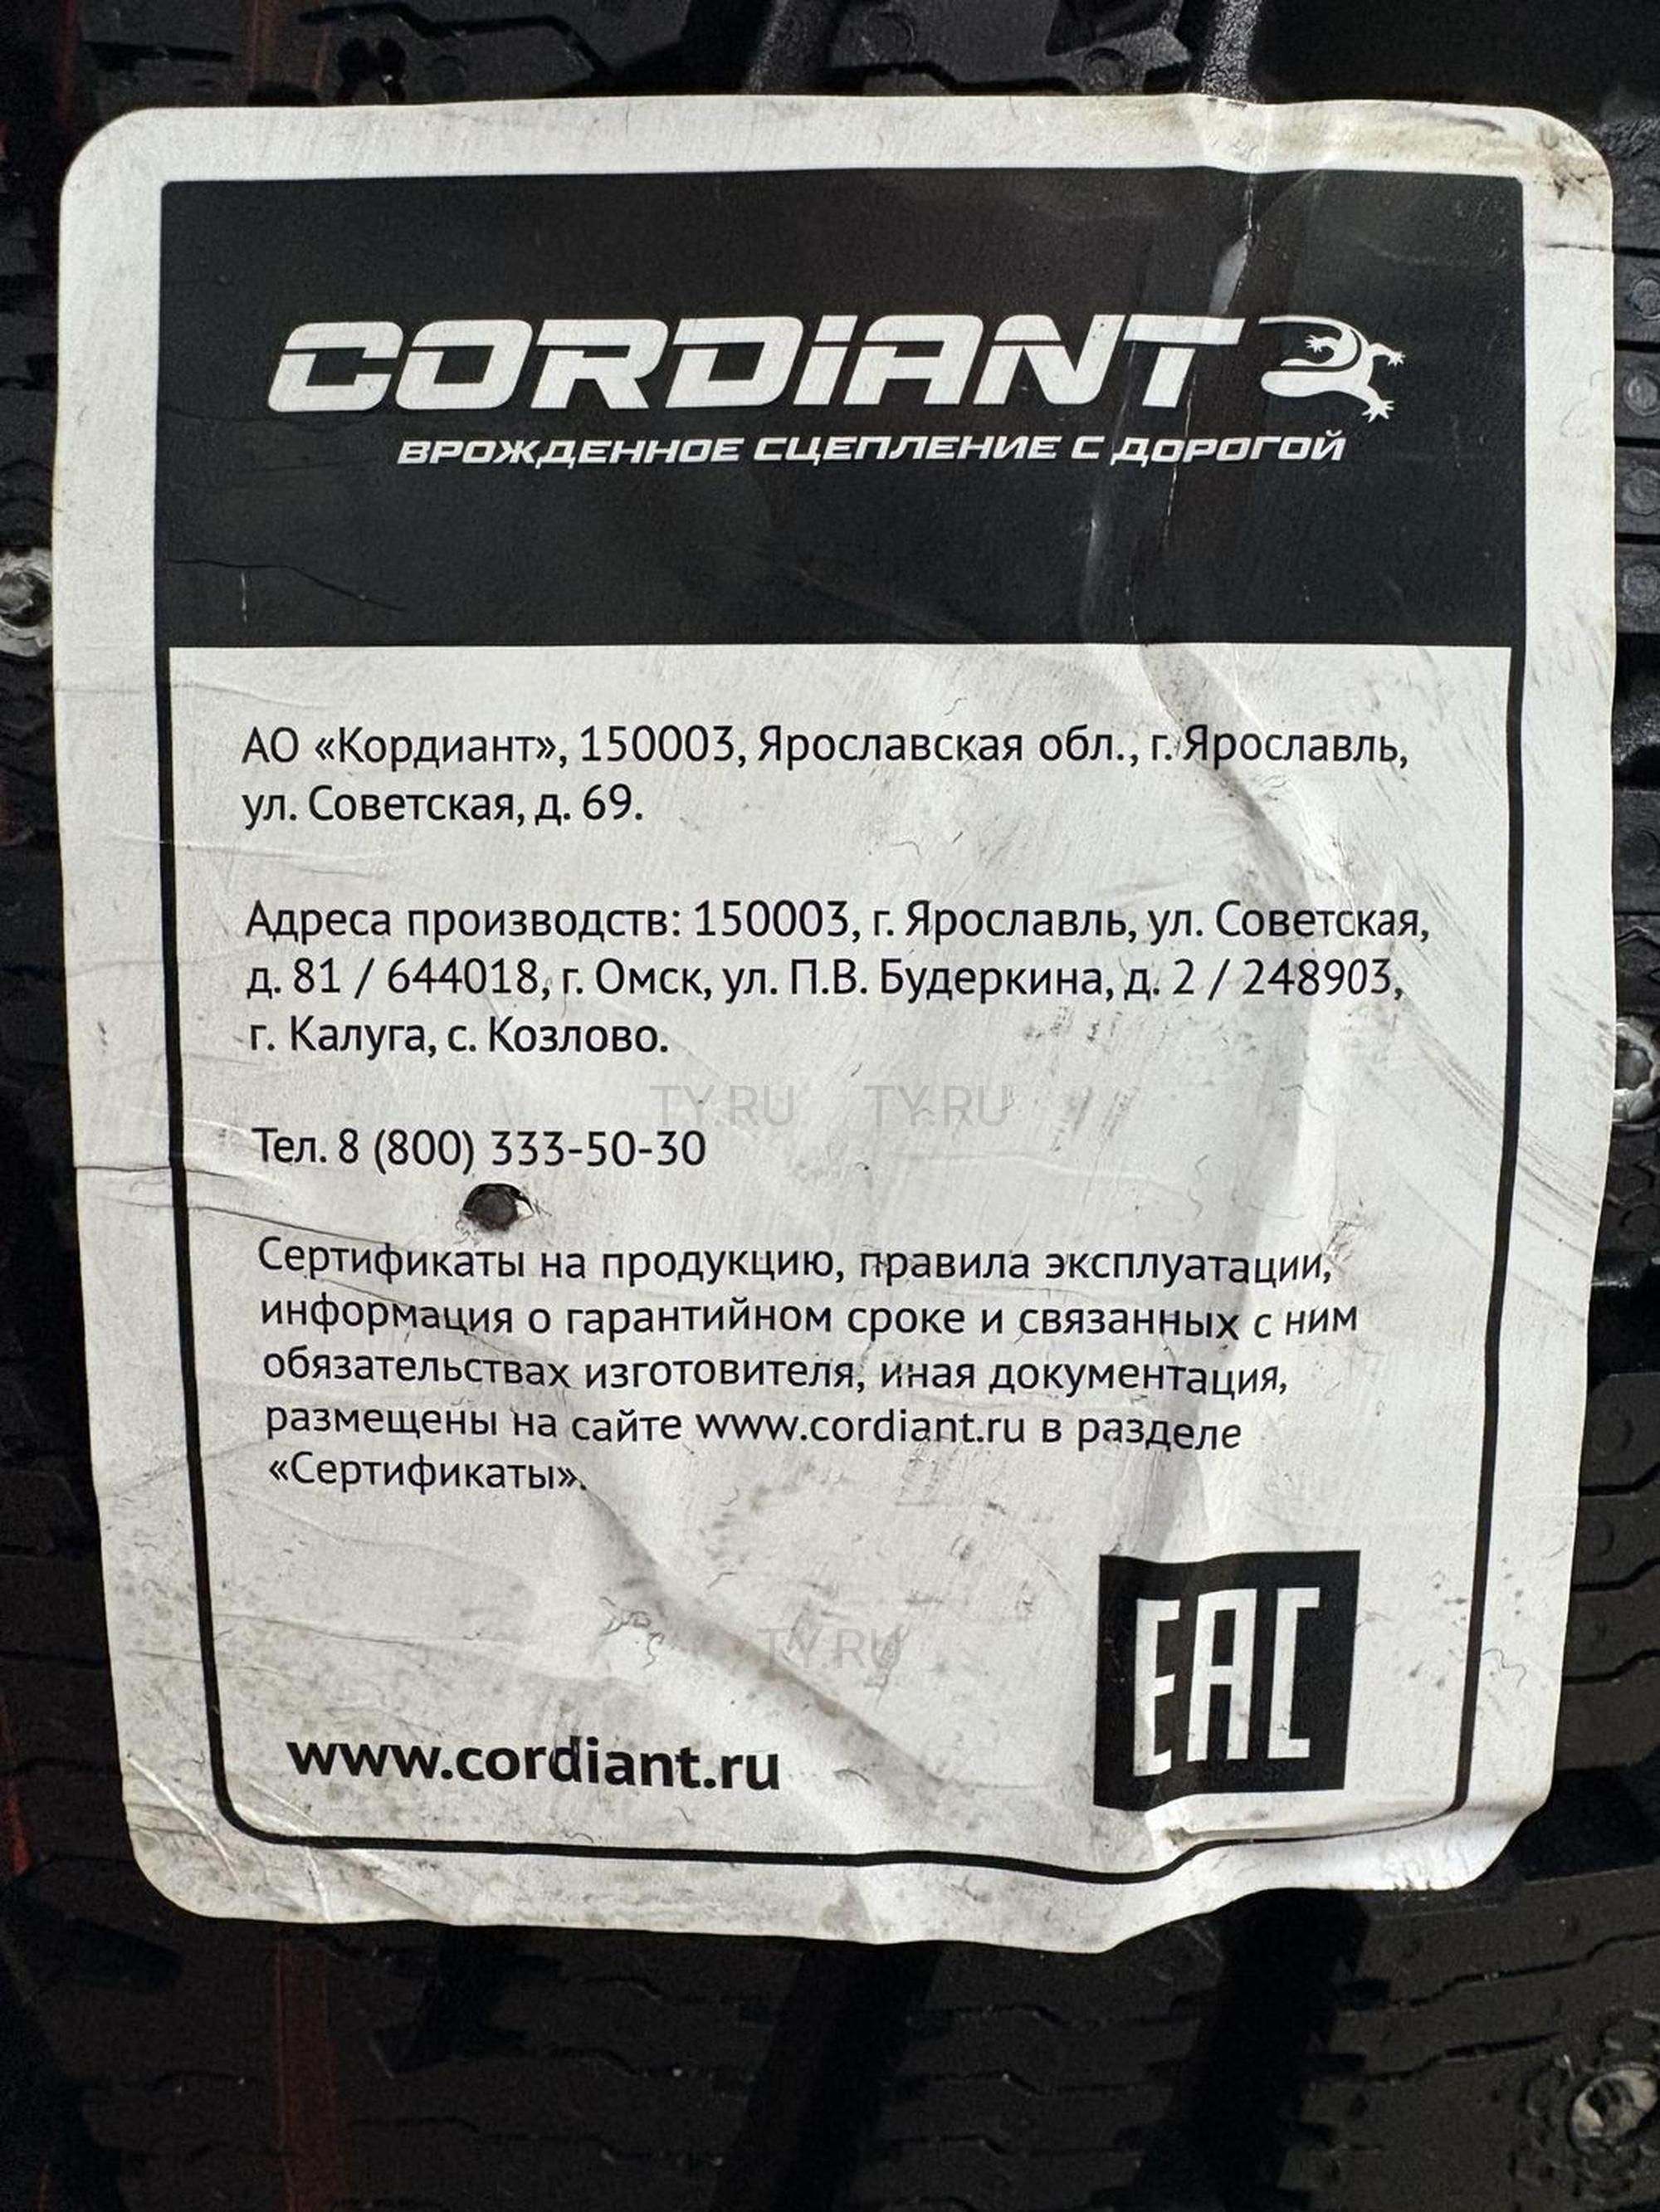 CORDIANT
ВРОЖДЕННОЕ СЦЕПЛЕНИЕ С ДОРОГОЙ
АО «Кордиант», 150003, Ярославская обл., г. Ярославль,
ул. Советская, д. 69.
Адреса производств: 150003, г. Ярославль, ул. Советская,
д. 81 / 644018, г. Омск, ул. П.В. Будеркина, д. 2 / 248903,
г. Калуга, с. Козлово.
TY.RU TY.RU
Тел. 8 (800) 333-50-30
Сертификаты на продукцию, правила эксплуатации,
информация о гарантийном сроке и связанных с ним
обязательствах изготовителя, иная документация,
размещены на сайте www.cordiant.ru в разделе
«Сертификаты».
TY.RU
www.cordiant.ru
EAC